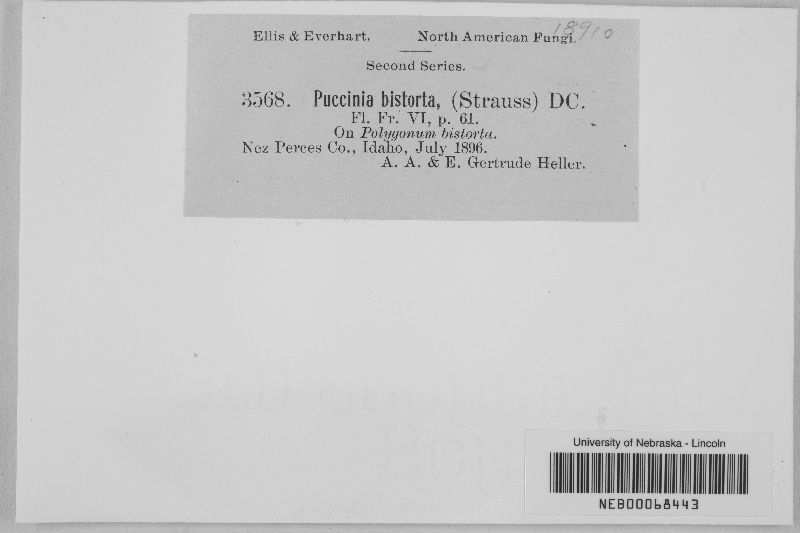 18910
Ellis & Everhart. North American Fungi.
Second Series.
3568. Puccinia bistorta, (Strauss) DC.
Fl. Fr. VI, p. 61.
On Polygonum bistorta.
Nez Perces Co., Idaho, July 1896.
A. A. & E. Gertrude Heller.
University of Nebraska - Lincoln
NEB00068443